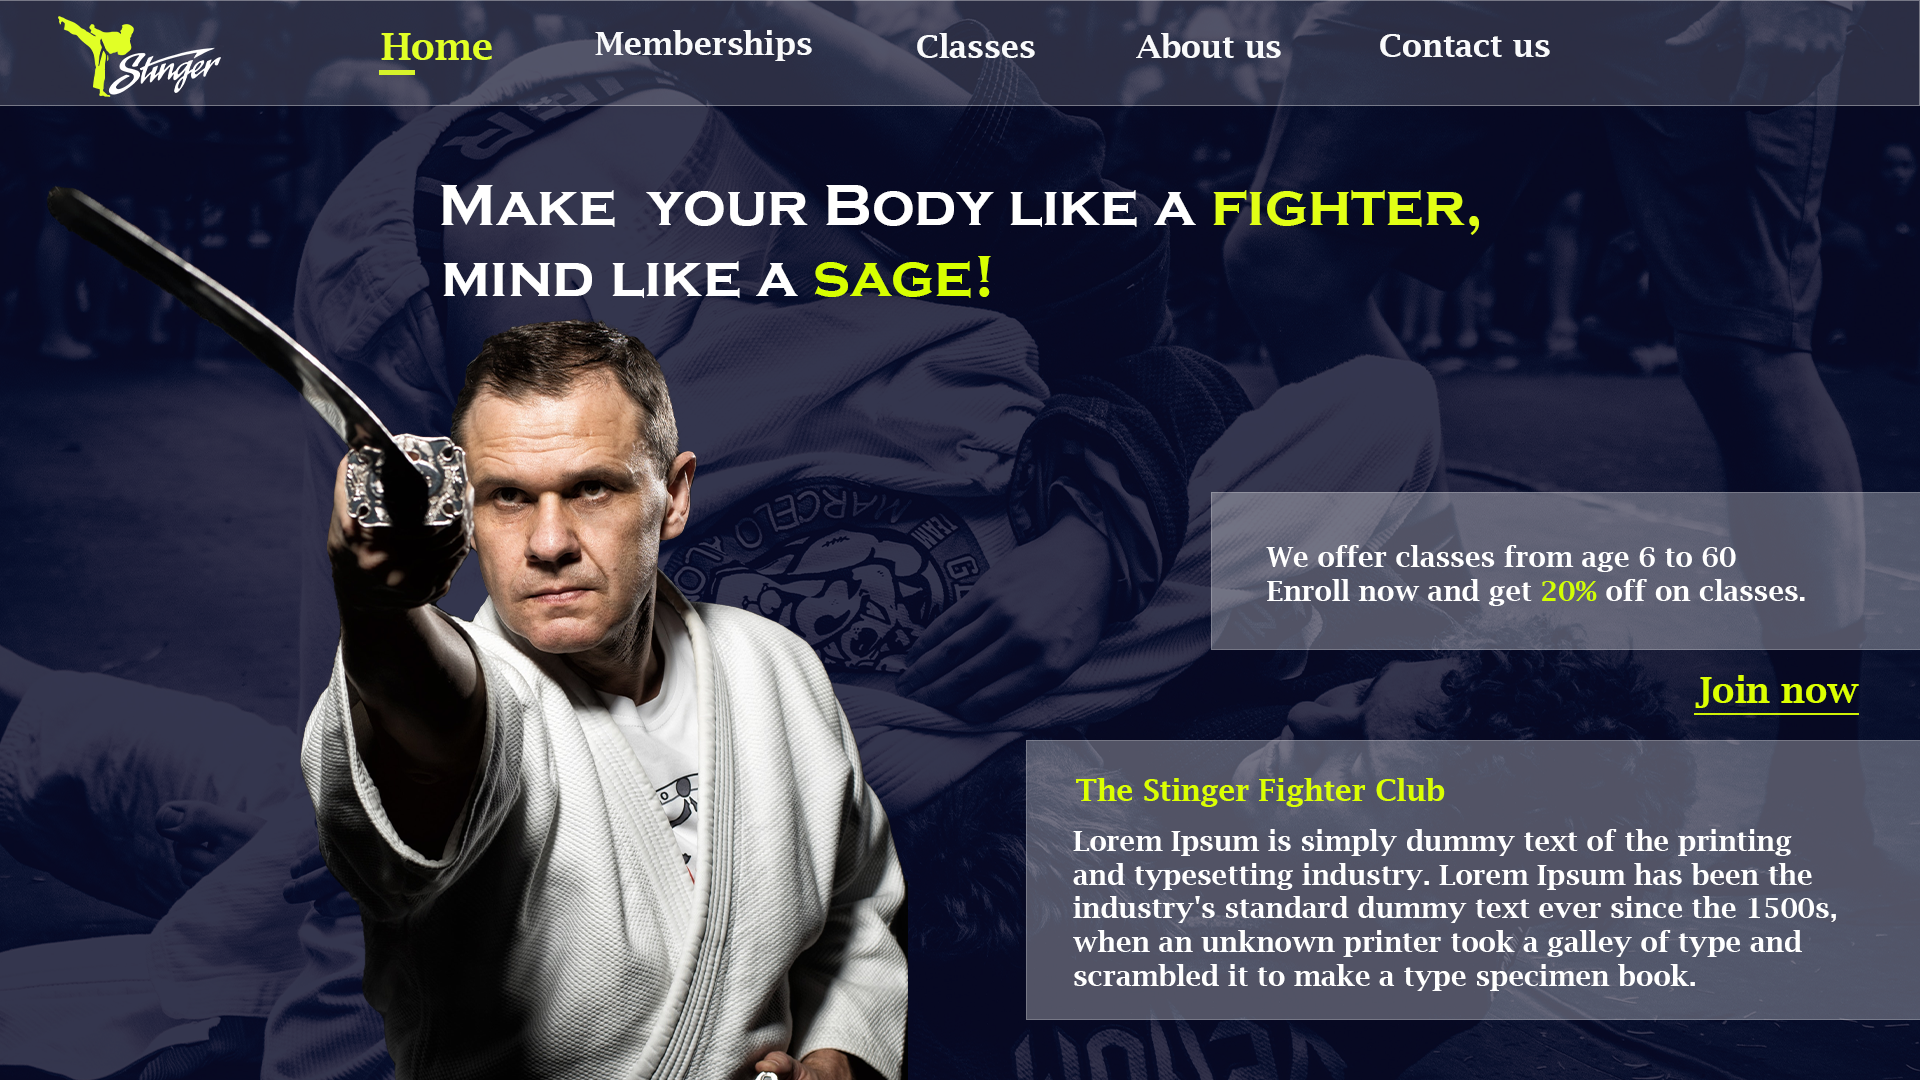 Stinger
Home
Memberships
Classes
About us
Contact us
Make your Body like a fighter,
mind like a sage!
MARCELO
TEAM
We offer classes from age 6 to 60
Enroll now and get 20% off on classes.
Join now
The Stinger Fighter Club
Lorem Ipsum is simply dummy text of the printing
and typesetting industry. Lorem Ipsum has been the
industry's standard dummy text ever since the 1500s,
when an unknown printer took a galley of type and
scrambled it to make a type specimen book.